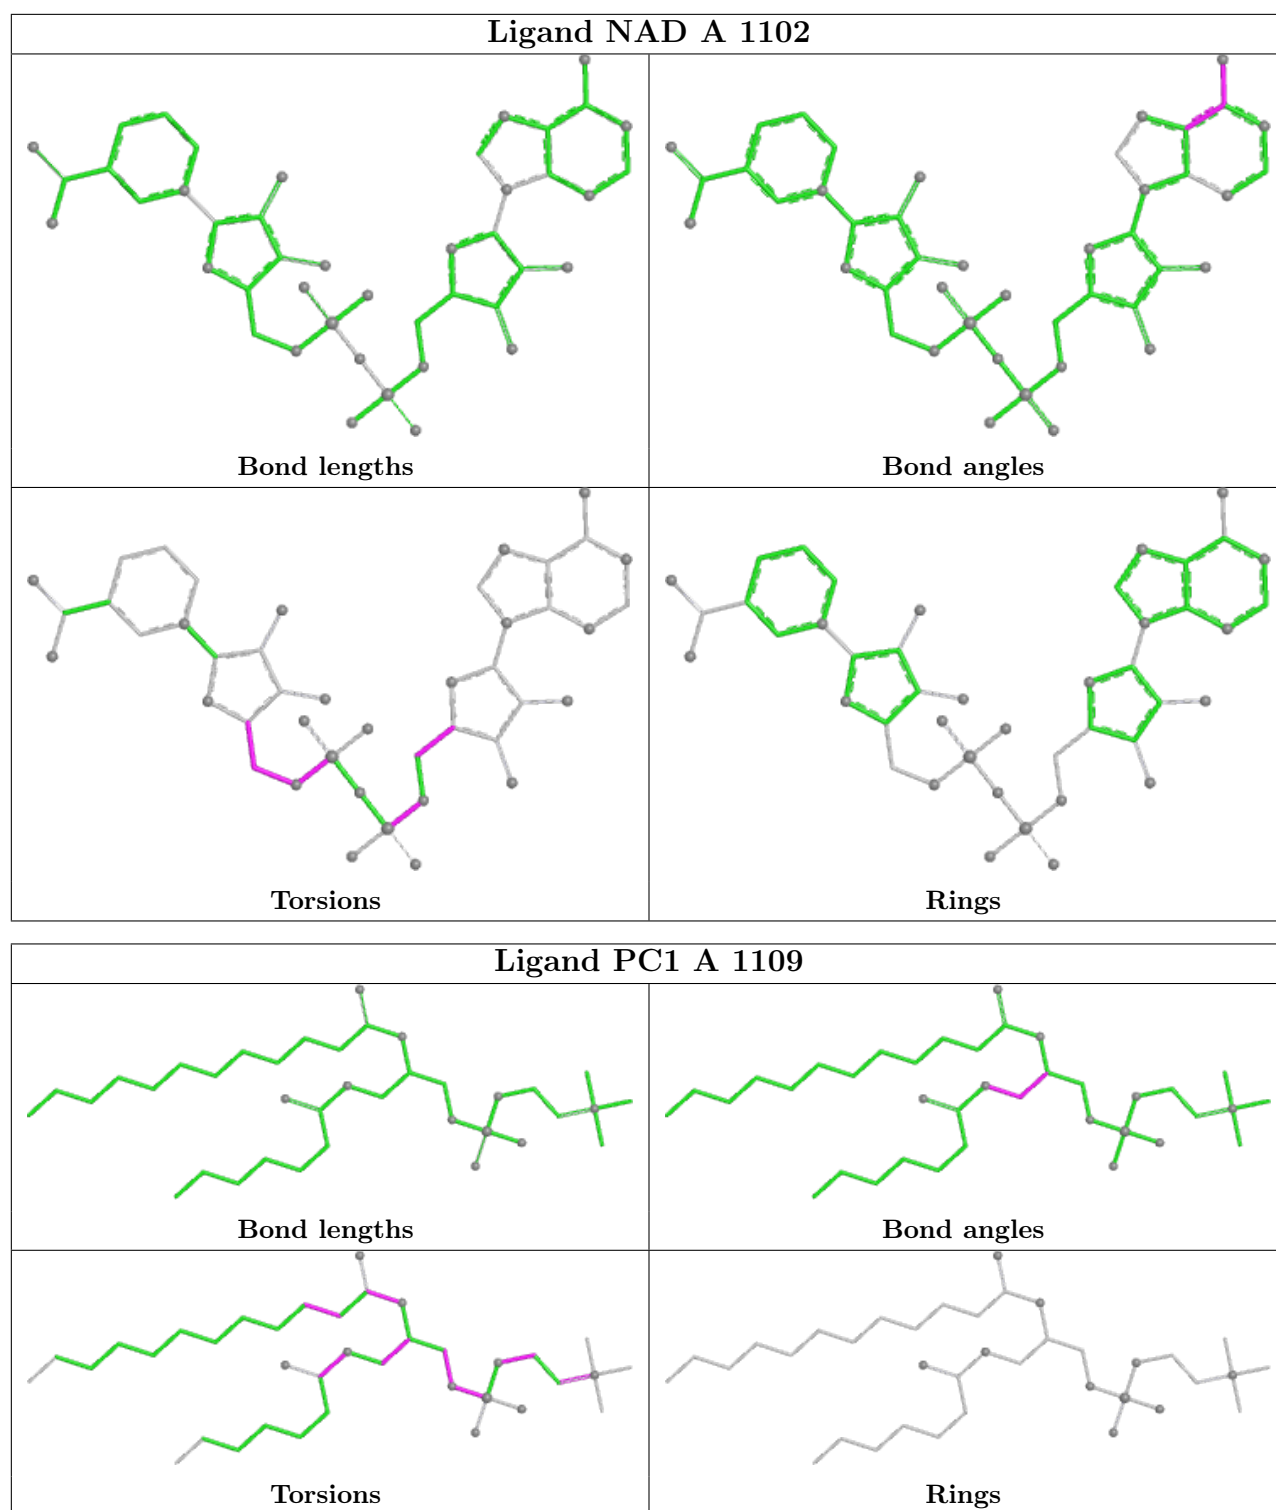 Ligand NAD A 1102
Bond lengths
Bond angles
Torsions
Rings
Ligand PC1 A 1109
Bond lengths
Bond angles
Torsions
Rings